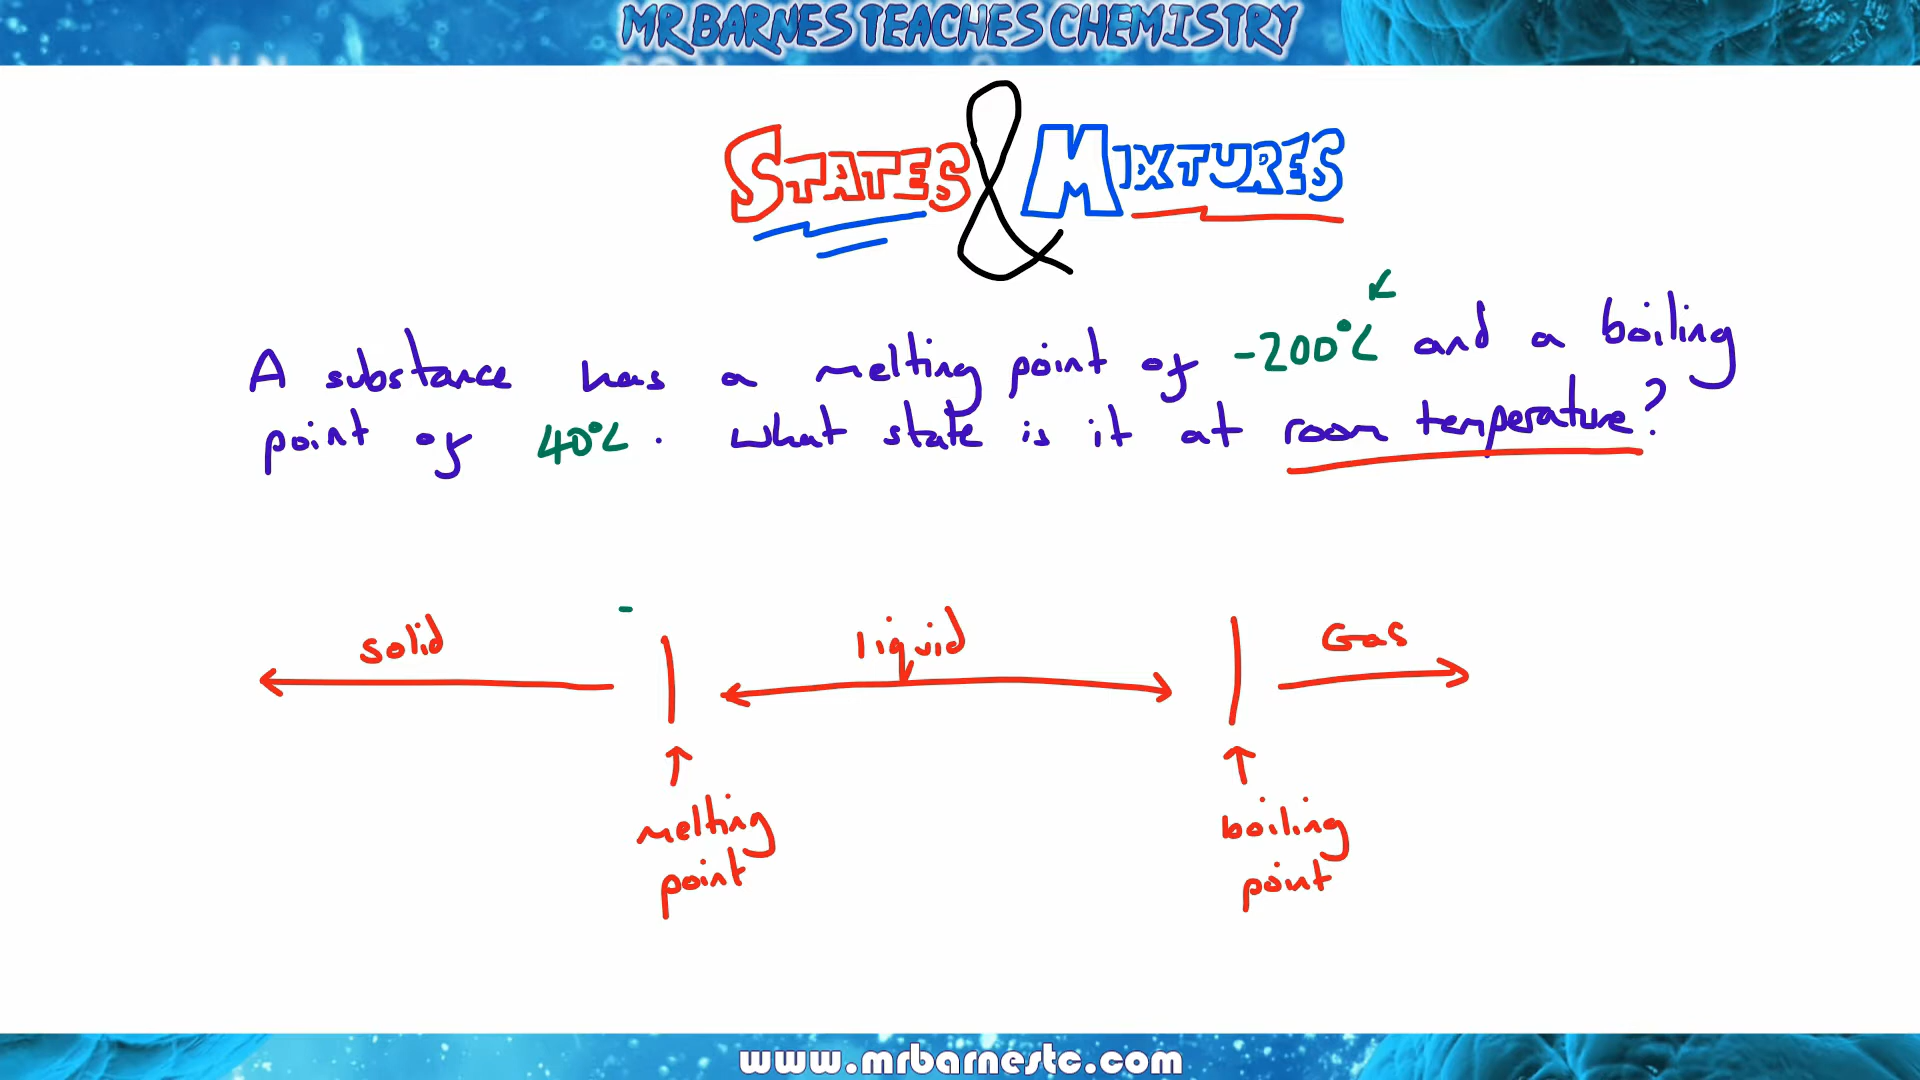 MR BARNES TEACHES CHEMISTRY
STATES & MIXTURES
A substance has a melting point of -200°C and a boiling
point of 40°C. What state is it at room temperature?
solid
-
liquid
Gas
melting
point
boiling
point
www.mrbarnestc.com